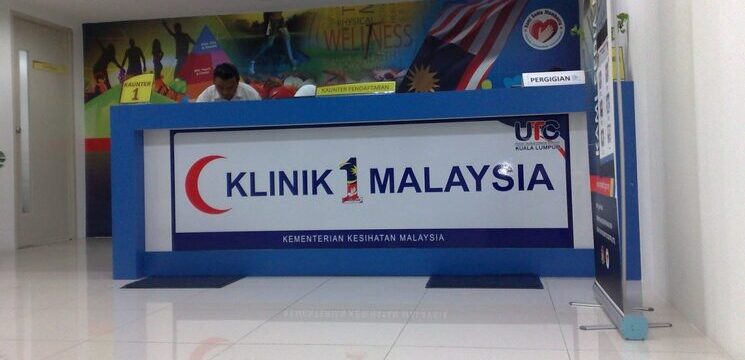 PHYSICAL
WELLNESS
KAUNTER
1
KAUNTER PENDAFTARAN
PERGIGIAN
UTC
KUALA LUMPUR
KLINIK 1 MALAYSIA
KEMENTERIAN KESIHATAN MALAYSIA